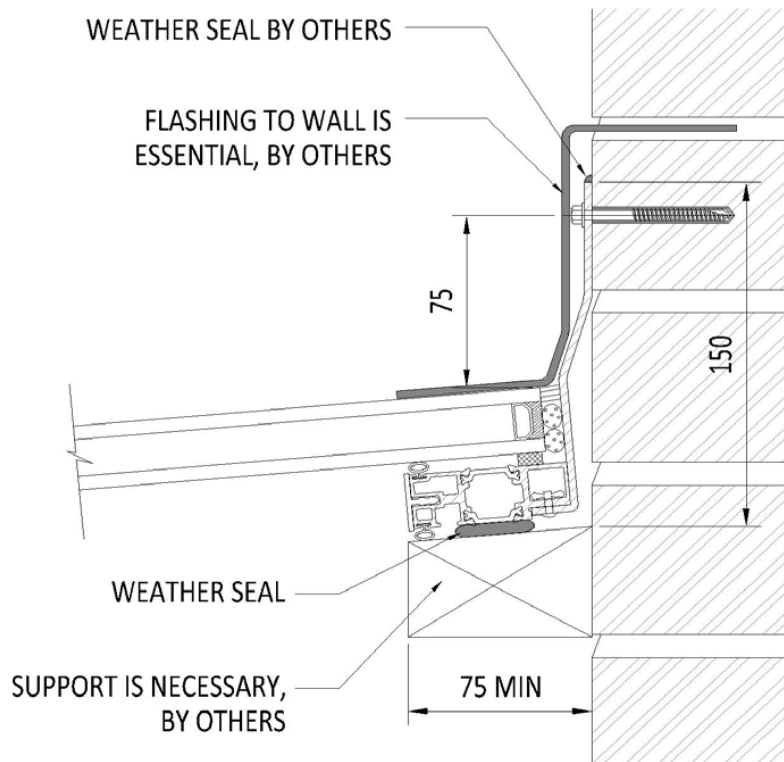 WEATHER SEAL BY OTHERS
FLASHING TO WALL IS
ESSENTIAL, BY OTHERS
75
150
WEATHER SEAL
SUPPORT IS NECESSARY,
BY OTHERS
75 MIN